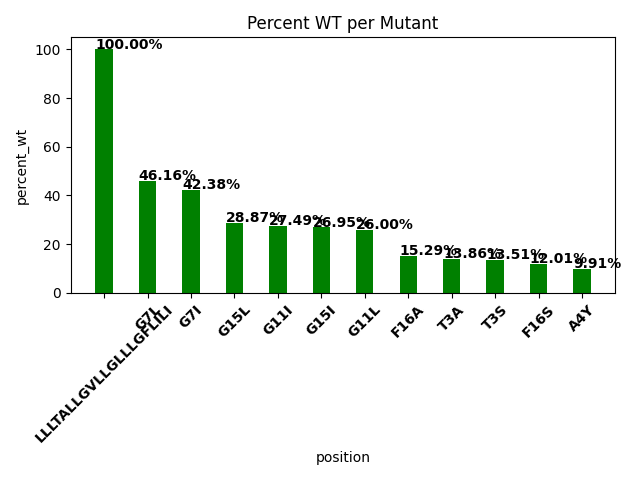 Percent WT per Mutant
percent_wt
100
80
60
40
20
0
100.00%
46.16%
42.38%
28.87%
27.49%
26.95%
26.00%
15.29%
13.86%
13.51%
12.01%
9.91%
LLLTALLGVLLGLLLGFLILI
G7L
G7I
G15L
G11I
G15I
G11L
F16A
T3A
T3S
F16S
A4Y
position